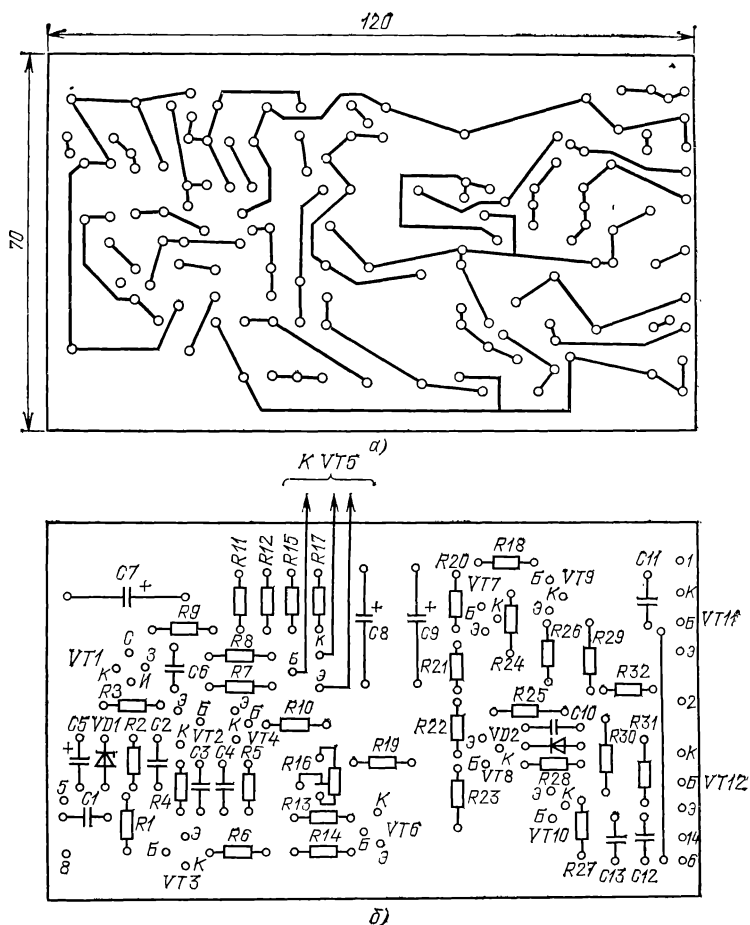 120
70
а)
К VT5
R11
R12
R15
R17
R20
R18
C11
1
C7
+
+
C8
+
C9
VT7
Б
VT9
К
К
VT11
R9
Б
К
Э
Б
Э
R24
R26
R29
Э
VT1
С
З
К
И
C6
R8
R7
К
Б
Э
R21
R32
R3
Э
Б
К
Б
R10
R25
2
C5
+
VD1
R2
C2
VT2
VT4
Э
R22
Э
VD2
C10
R30
R31
К
C3
C4
R5
R16
R19
К
Б
VT8
К
R28
Б
VT12
5
C1
R4
R13
R23
Э
К
Э
R1
Э
R6
R14
К
VT6
Б
VT10
Б
14
8
Б
К
VT3
Б
Э
R27
C13
C12
6
б)